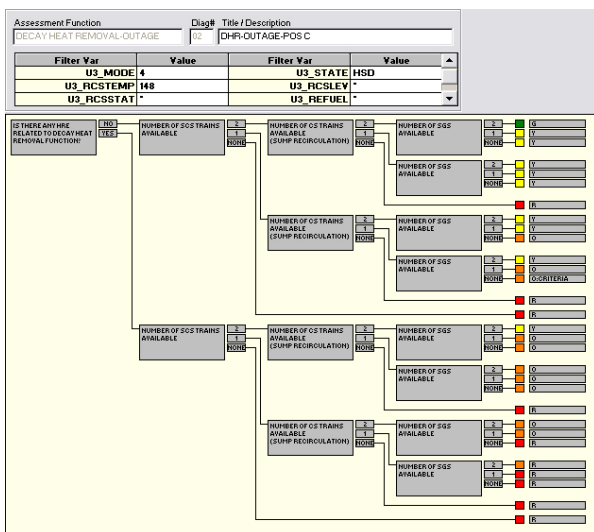 Assessment Function Diag# Title / Description
DECAY HEAT REMOVAL-OUTAGE 02 DHR-OUTAGE-POS C
Filter Var Value Filter Var Value
U3_MODE 4 U3_STATE HSD
U3_RCSTEMP 148 U3_RCSLEV *
U3_RCSSTAT * U3_REFUEL *
IS THERE ANY HRE
RELATED TO DECAY HEAT
REMOVAL FUNCTION?
NO
YES
NUMBER OF SCS TRAINS
AVAILABLE
2
1
NONE
NUMBER OF CS TRAINS
AVAILABLE
(SUMP RECIRCULATION)
2
1
NONE
NUMBER OF SGS
AVAILABLE
2 G
1 Y
NONE Y
NUMBER OF SGS
AVAILABLE
2 Y
1 Y
NONE Y
R
NUMBER OF CS TRAINS
AVAILABLE
(SUMP RECIRCULATION)
2
1
NONE
NUMBER OF SGS
AVAILABLE
2 Y
1 Y
NONE O
NUMBER OF SGS
AVAILABLE
2 Y
1 O
NONE O:CRITERIA
R
R
NUMBER OF SCS TRAINS
AVAILABLE
2
1
NONE
NUMBER OF CS TRAINS
AVAILABLE
(SUMP RECIRCULATION)
2
1
NONE
NUMBER OF SGS
AVAILABLE
2 Y
1 O
NONE O
NUMBER OF SGS
AVAILABLE
2 O
1 O
NONE O
R
NUMBER OF CS TRAINS
AVAILABLE
(SUMP RECIRCULATION)
2
1
NONE
NUMBER OF SGS
AVAILABLE
2 O
1 O
NONE R
NUMBER OF SGS
AVAILABLE
2 R
1 R
NONE R
R
R